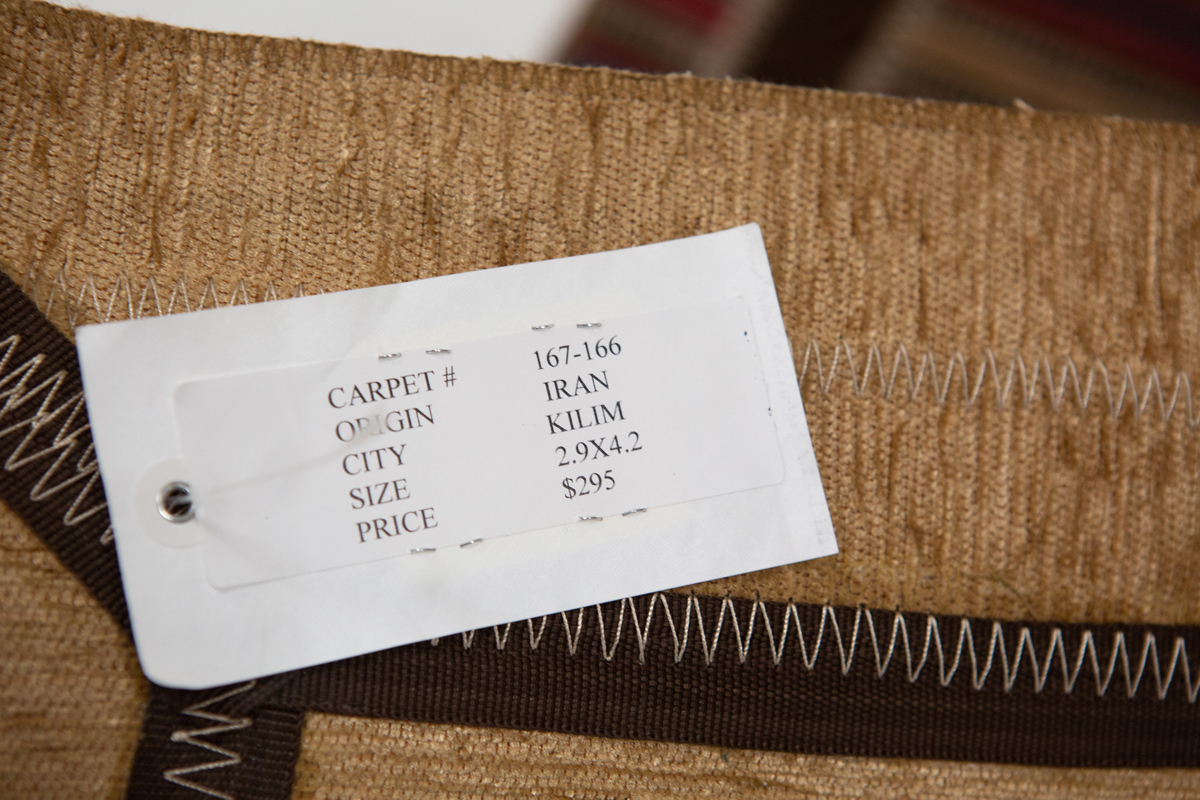 CARPET # 167-166
ORIGIN IRAN
CITY KILIM
SIZE 2.9X4.2
PRICE $295